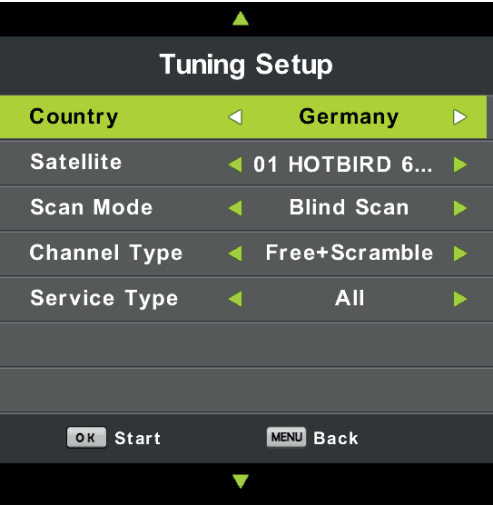 Tuning Setup
Country Germany
Satellite 01 HOTBIRD 6...
Scan Mode Blind Scan
Channel Type Free+Scramble
Service Type All
OK Start MENU Back